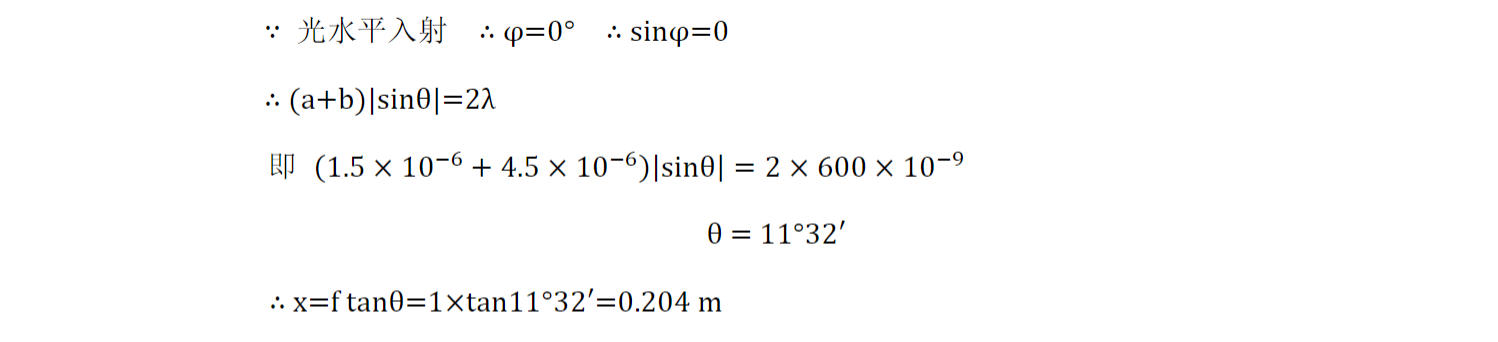 ∵ 光水平入射 ∴ φ=0° ∴ sinφ=0
∴ (a+b)|sinθ|=2λ
即 (1.5 × 10⁻⁶ + 4.5 × 10⁻⁶)|sinθ| = 2 × 600 × 10⁻⁹
θ = 11°32′
∴ x=f tanθ=1×tan11°32′=0.204 m